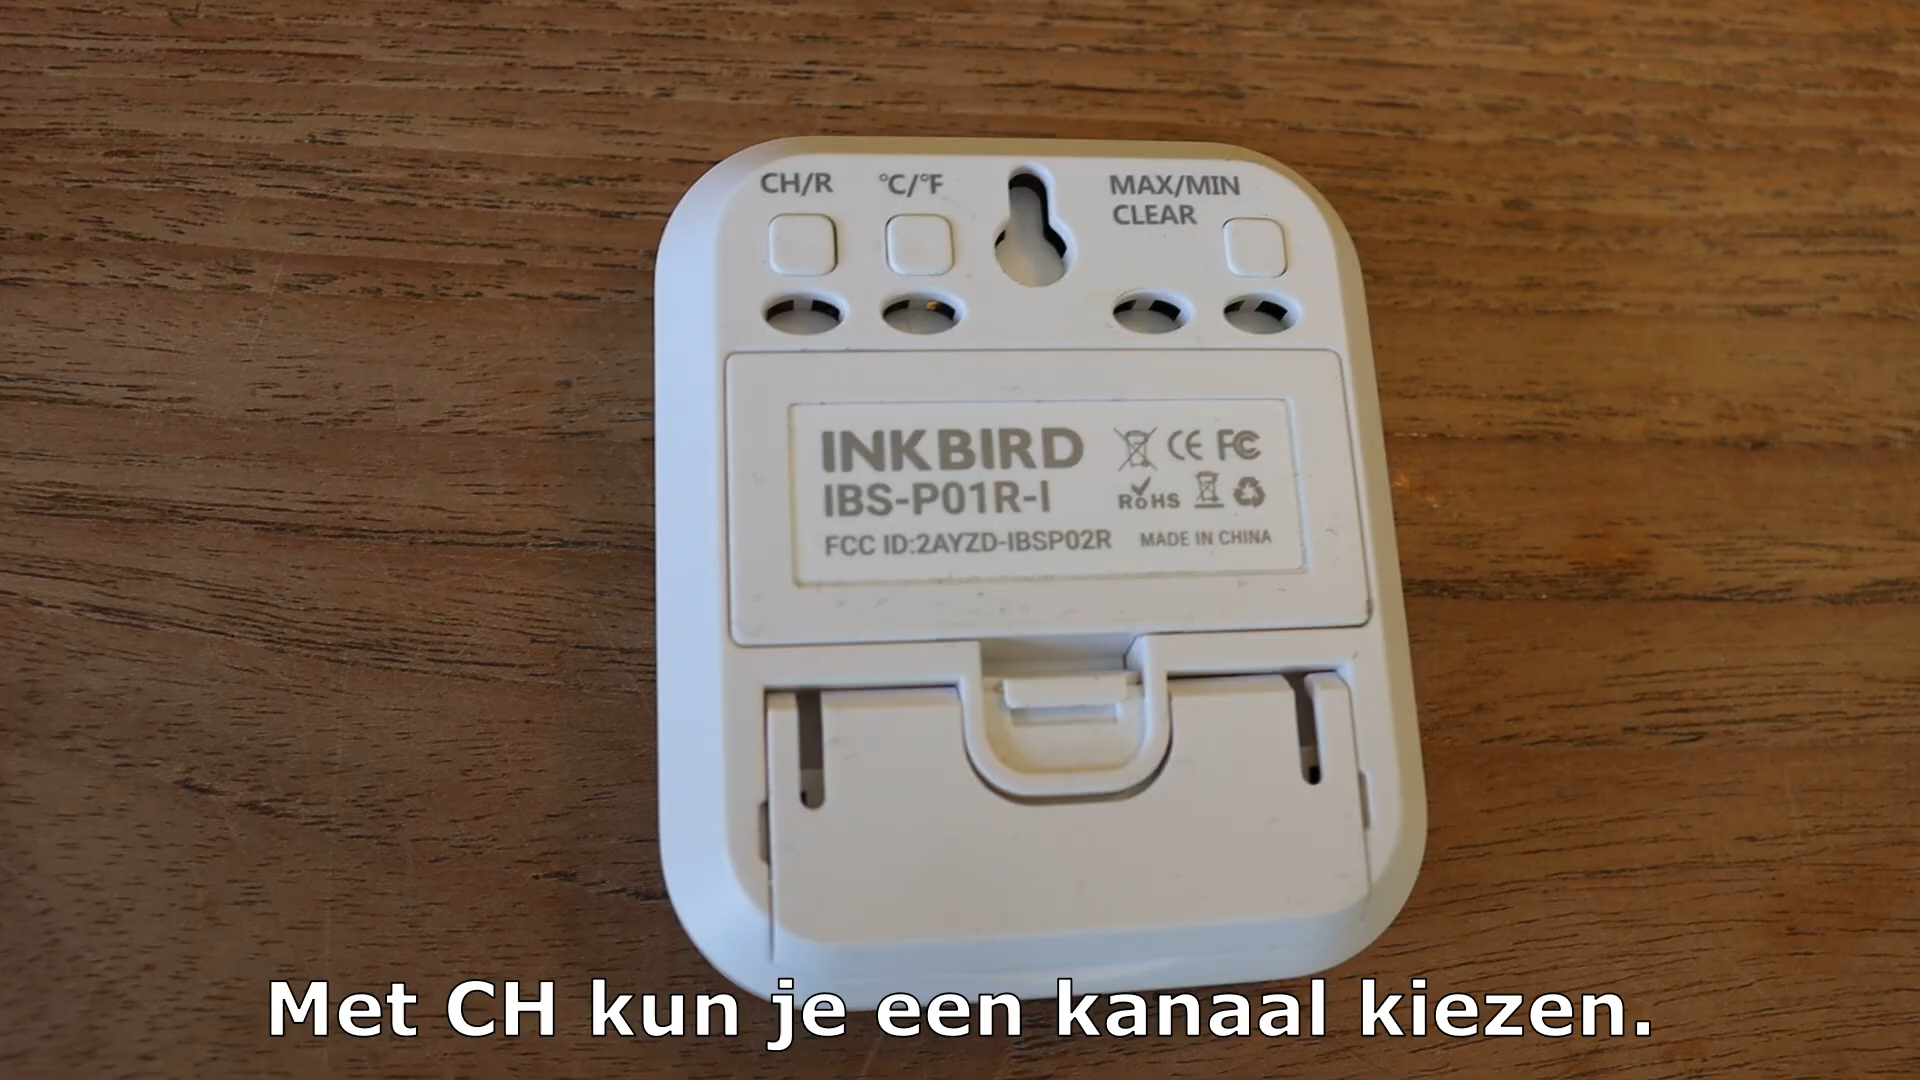 CH/R
°C/°F
MAX/MIN
CLEAR
INKBIRD
CE FC
IBS-P01R-I
RoHS
FCC ID:2AYZD-IBSP02R
MADE IN CHINA
Met CH kun je een kanaal kiezen.